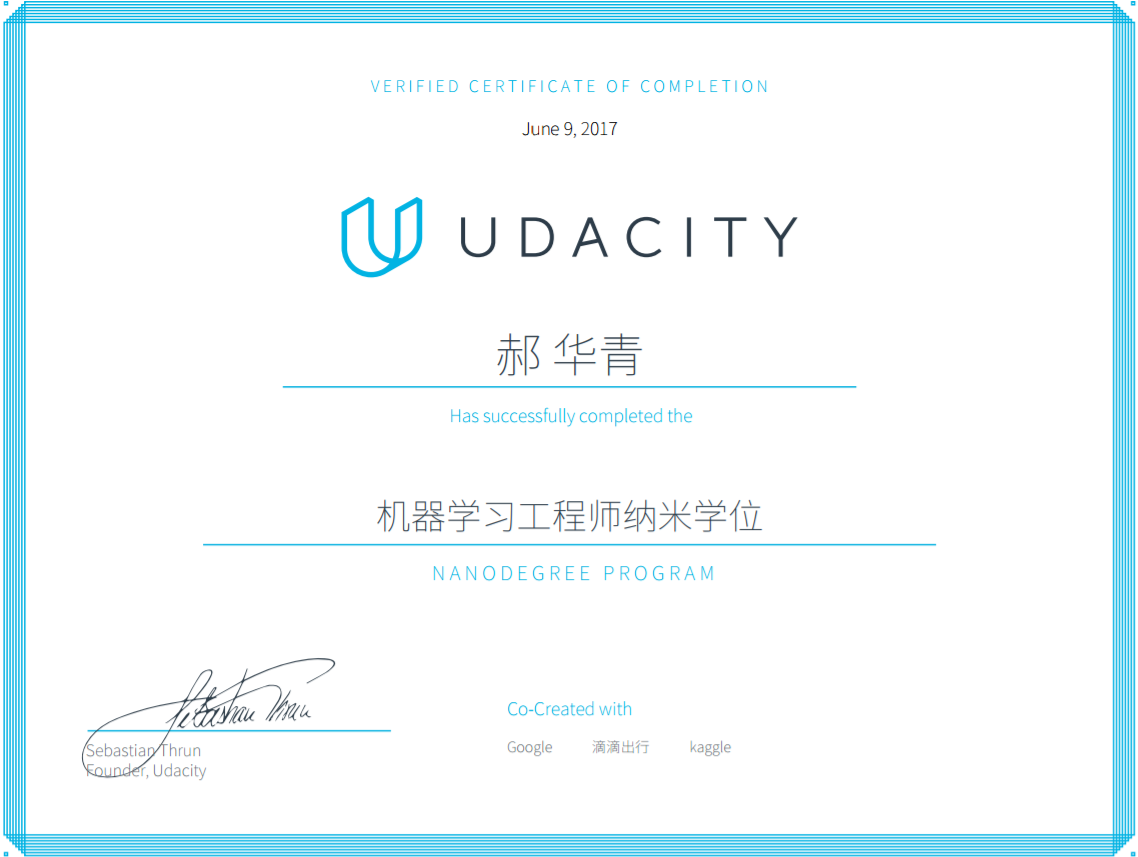 VERIFIED CERTIFICATE OF COMPLETION
June 9, 2017
UDACITY
郝 华青
Has successfully completed the
机器学习工程师纳米学位
NANODEGREE PROGRAM
Sebastian Thrun
Sebastian Thrun
Founder, Udacity
Co-Created with
Google 滴滴出行 kaggle